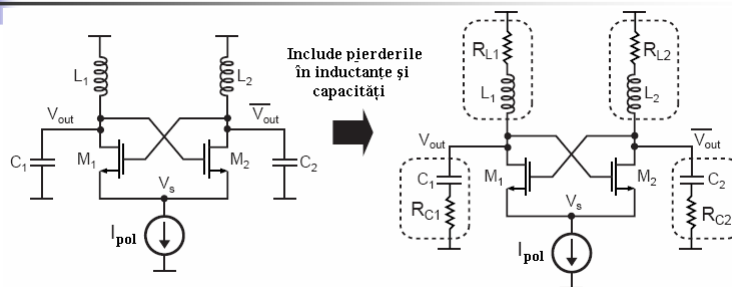 L1
L2
Vout
Vout
C1
M1
M2
C2
Vs
Ipol
Include pierderile
în inductanțe și
capacități
RL1
RL2
L1
L2
Vout
Vout
C1
M1
M2
C2
RC1
Vs
RC2
Ipol